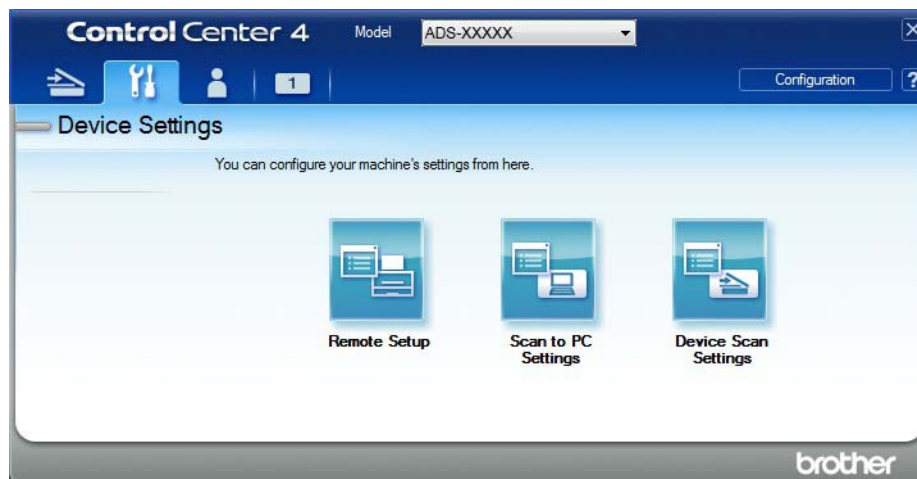 Control Center 4
Model
ADS-XXXXX
1
Configuration
?
Device Settings
You can configure your machine's settings from here.
Remote Setup
Scan to PC
Settings
Device Scan
Settings
brother